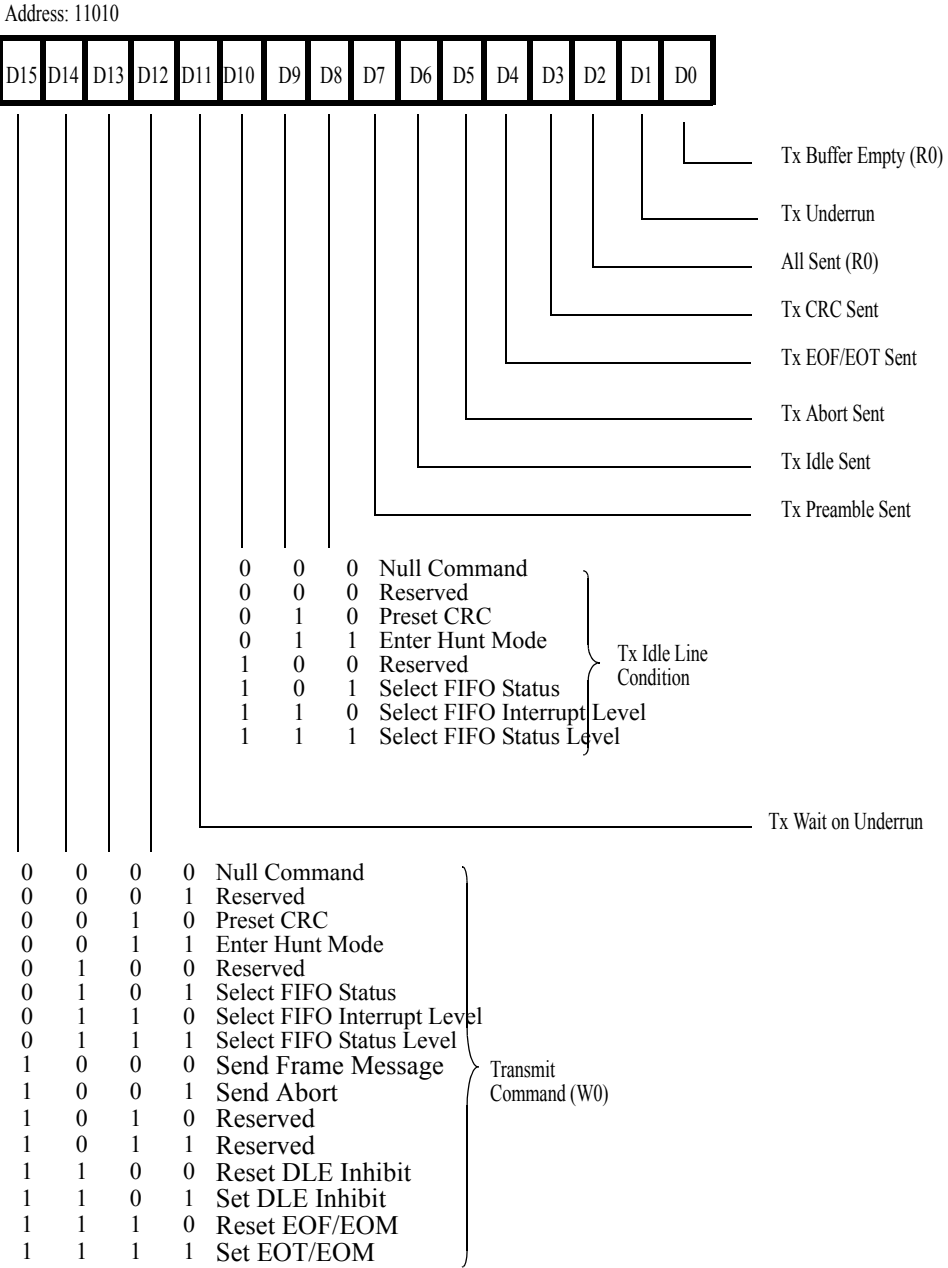 Address: 11010
D15 D14 D13 D12 D11 D10 D9 D8 D7 D6 D5 D4 D3 D2 D1 D0
Tx Buffer Empty (R0)
Tx Underrun
All Sent (R0)
Tx CRC Sent
Tx EOF/EOT Sent
Tx Abort Sent
Tx Idle Sent
Tx Preamble Sent
0 0 0 Null Command
0 0 0 Reserved
0 1 0 Preset CRC
0 1 1 Enter Hunt Mode
1 0 0 Reserved
1 0 1 Select FIFO Status
1 1 0 Select FIFO Interrupt Level
1 1 1 Select FIFO Status Level
Tx Idle Line
Condition
Tx Wait on Underrun
0 0 0 0 Null Command
0 0 0 1 Reserved
0 0 1 0 Preset CRC
0 0 1 1 Enter Hunt Mode
0 1 0 0 Reserved
0 1 0 1 Select FIFO Status
0 1 1 0 Select FIFO Interrupt Level
0 1 1 1 Select FIFO Status Level
1 0 0 0 Send Frame Message
1 0 0 1 Send Abort
1 0 1 0 Reserved
1 0 1 1 Reserved
1 1 0 0 Reset DLE Inhibit
1 1 0 1 Set DLE Inhibit
1 1 1 0 Reset EOF/EOM
1 1 1 1 Set EOT/EOM
Transmit
Command (W0)